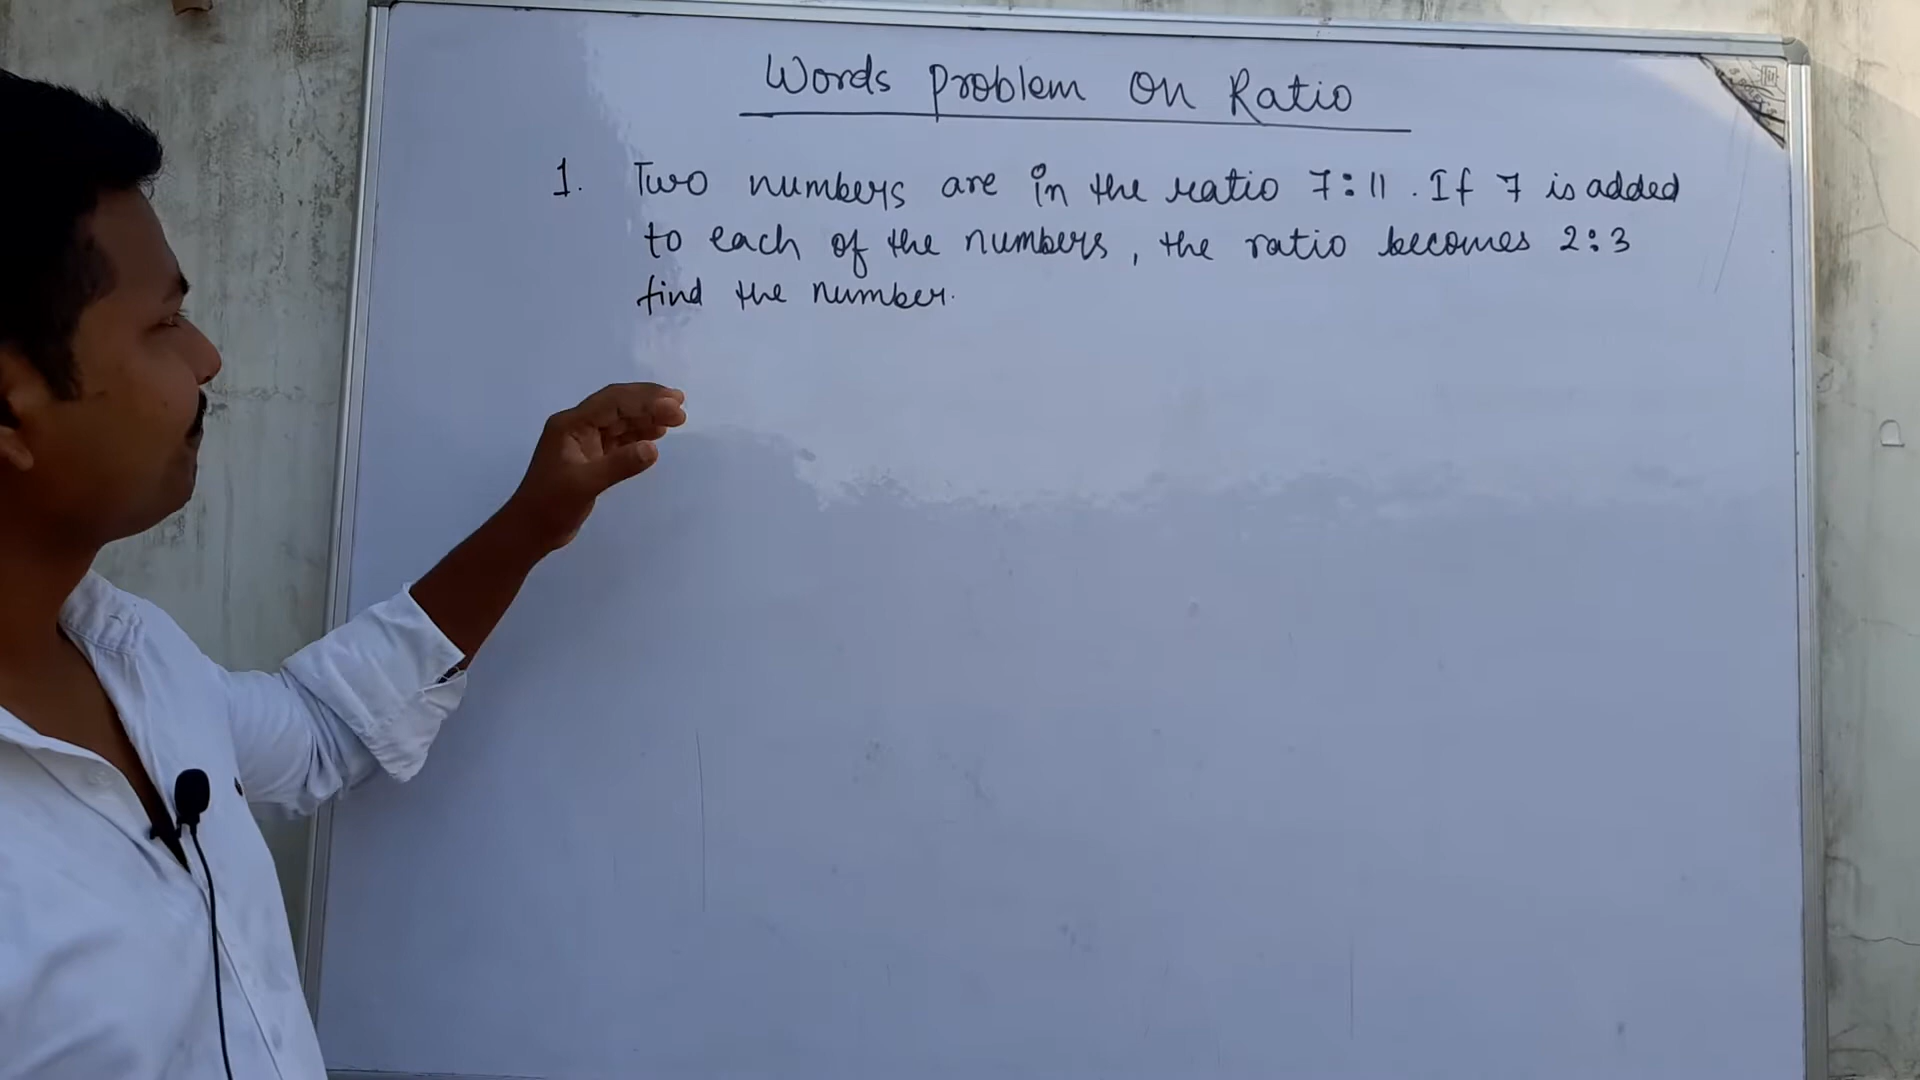 Words Problem On Ratio
1. Two numbers are in the ratio 7:11. If 7 is added
to each of the numbers, the ratio becomes 2:3
find the number.